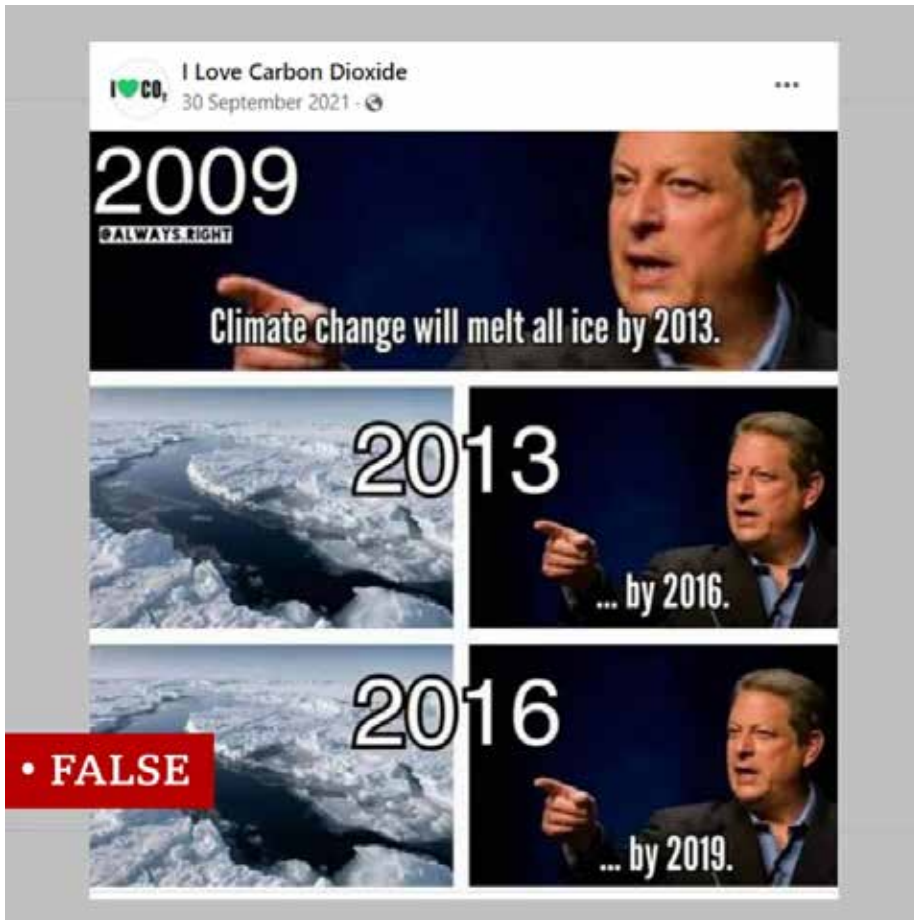 I💚CO₂
I Love Carbon Dioxide
30 September 2021 ·
2009
@ALWAYS.RIGHT
Climate change will melt all ice by 2013.
2013
... by 2016.
2016
• FALSE
... by 2019.